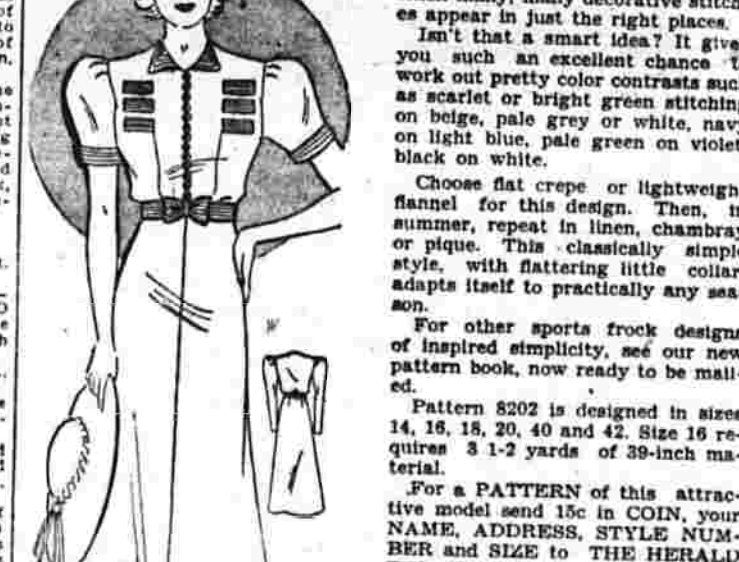 es appear in just the right places.
Isn't that a smart idea? It give
you such an excellent chance t
work out pretty color contrasts suc
as scarlet or bright green stitching
on beige, pale grey or white, navy
on light blue, pale green on violet
black on white.
Choose flat crepe or lightweigh
flannel for this design. Then, in
summer, repeat in linen, chambray
or pique. This classically simple
style, with flattering little collar
adapts itself to practically any sea-
son.
For other sports frock designs
of inspired simplicity, see our new
pattern book, now ready to be mail-
ed.
Pattern 8202 is designed in sizes
14, 16, 18, 20, 40 and 42. Size 16 re-
quires 3 1-2 yards of 39-inch ma-
terial.
For a PATTERN of this attrac-
tive model send 15c in COIN, your
NAME, ADDRESS, STYLE NUM-
BER and SIZE to THE HERALD